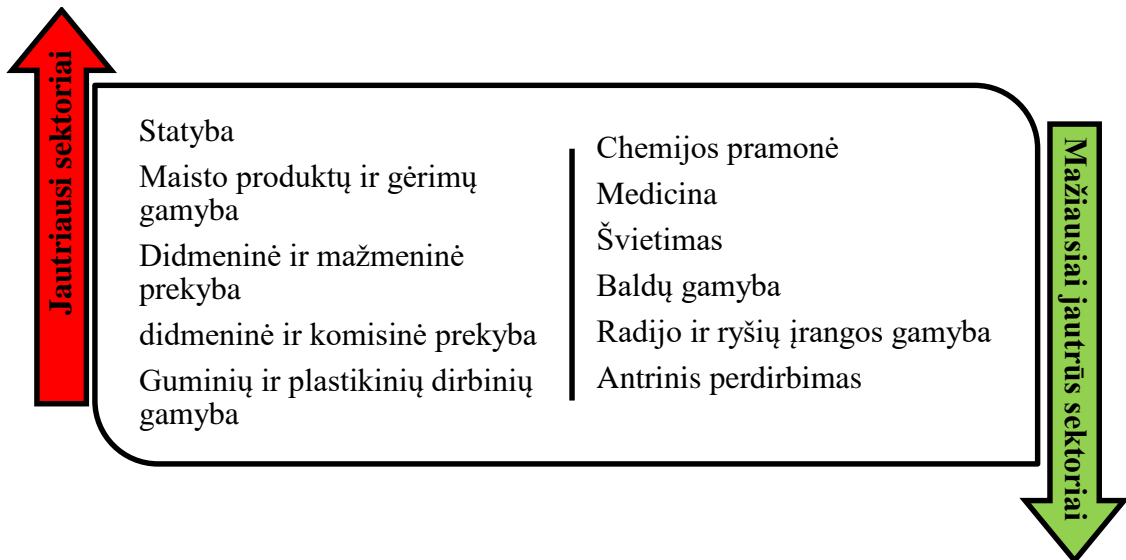 Jautriausi sektoriai
Statyba
Maisto produktų ir gėrimų
gamyba
Didmeninė ir mažmeninė
prekyba
didmeninė ir komisinė prekyba
Guminių ir plastikinių dirbinių
gamyba
Chemijos pramonė
Medicina
Švietimas
Baldų gamyba
Radijo ir ryšių įrangos gamyba
Antrinis perdirbimas
Mažiausiai jautrūs sektoriai